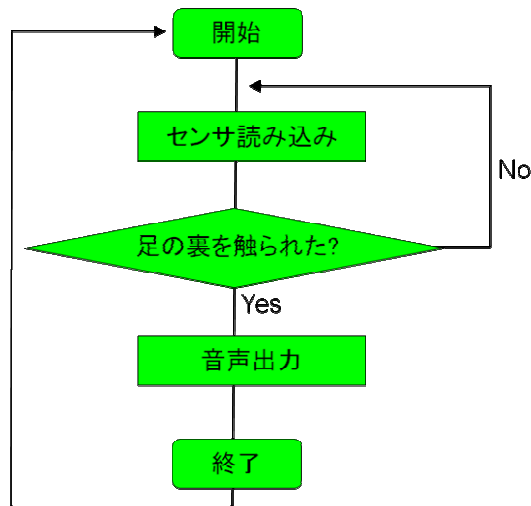 開始
センサ読み込み
No
足の裏を触られた?
Yes
音声出力
終了